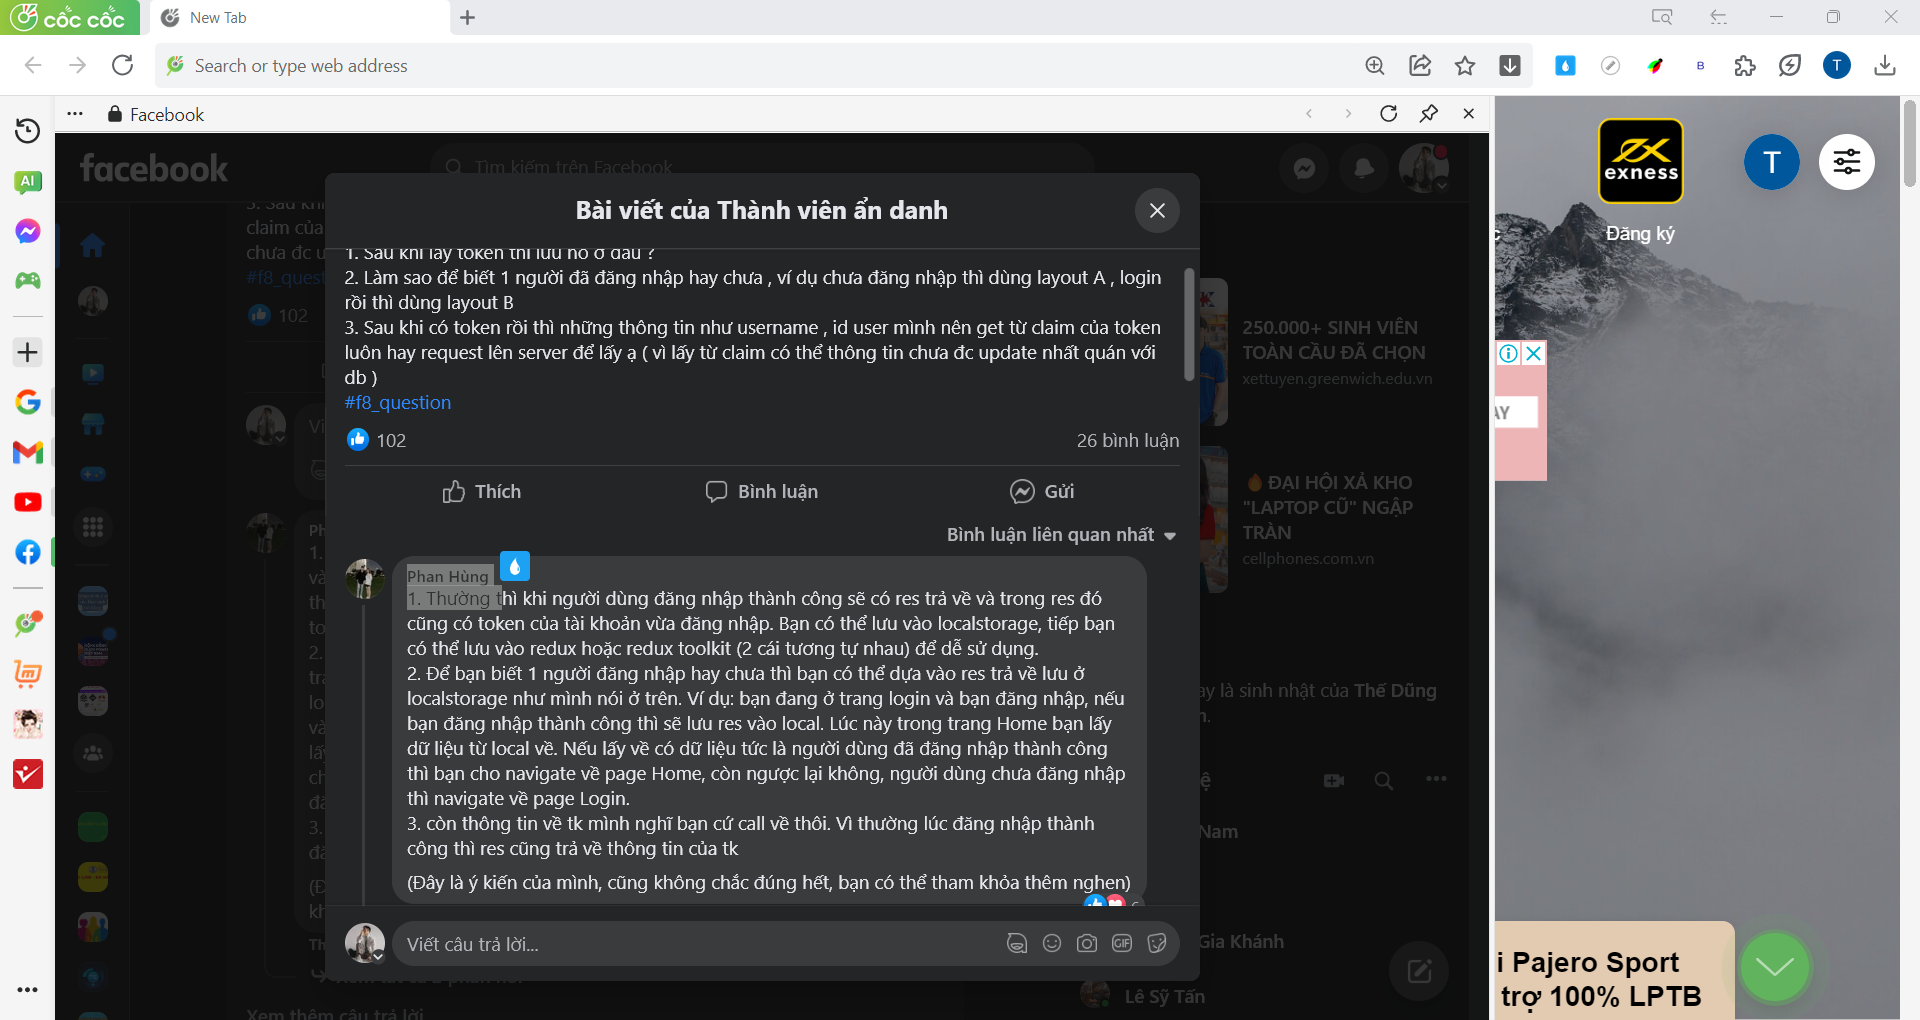 cốc cốc
New Tab
Search or type web address
T
Facebook
facebook
Tìm kiếm trên Facebook
Bài viết của Thành viên ẩn danh
1. Sau khi lấy token thì lưu nó ở đâu ?
2. Làm sao để biết 1 người đã đăng nhập hay chưa , ví dụ chưa đăng nhập thì dùng layout A , login
rồi thì dùng layout B
3. Sau khi có token rồi thì những thông tin như username , id user mình nên get từ claim của token
luôn hay request lên server để lấy ạ ( vì lấy từ claim có thể thông tin chưa đc update nhất quán với
db )
#f8_question
102
26 bình luận
Thích
Bình luận
Gửi
Bình luận liên quan nhất
Phan Hùng
1. Thường thì khi người dùng đăng nhập thành công sẽ có res trả về và trong res đó
cũng có token của tài khoản vừa đăng nhập. Bạn có thể lưu vào localstorage, tiếp bạn
có thể lưu vào redux hoặc redux toolkit (2 cái tương tự nhau) để dễ sử dụng.
2. Để bạn biết 1 người đăng nhập hay chưa thì bạn có thể dựa vào res trả về lưu ở
localstorage như mình nói ở trên. Ví dụ: bạn đang ở trang login và bạn đăng nhập, nếu
bạn đăng nhập thành công thì sẽ lưu res vào local. Lúc này trong trang Home bạn lấy
dữ liệu từ local về. Nếu lấy về có dữ liệu tức là người dùng đã đăng nhập thành công
thì bạn cho navigate về page Home, còn ngược lại không, người dùng chưa đăng nhập
thì navigate về page Login.
3. còn thông tin về tk mình nghĩ bạn cứ call về thôi. Vì thường lúc đăng nhập thành
công thì res cũng trả về thông tin của tk
(Đây là ý kiến của mình, cũng không chắc đúng hết, bạn có thể tham khỏa thêm nghen)
Viết câu trả lời...
GIF
claim của
chưa đc
#f8_quest
102
250.000+ SINH VIÊN
TOÀN CẦU ĐÃ CHỌN
xettuyen.greenwich.edu.vn
ĐẠI HỘI XẢ KHO
"LAPTOP CŨ" NGẬP
TRÀN
cellphones.com.vn
là sinh nhật của Thế Dũng
Nam
Gia Khánh
Lê Sỹ Tấn
Xem thêm câu trả lời
exness
T
Đăng ký
AY
i Pajero Sport
trợ 100% LPTB
AI
B